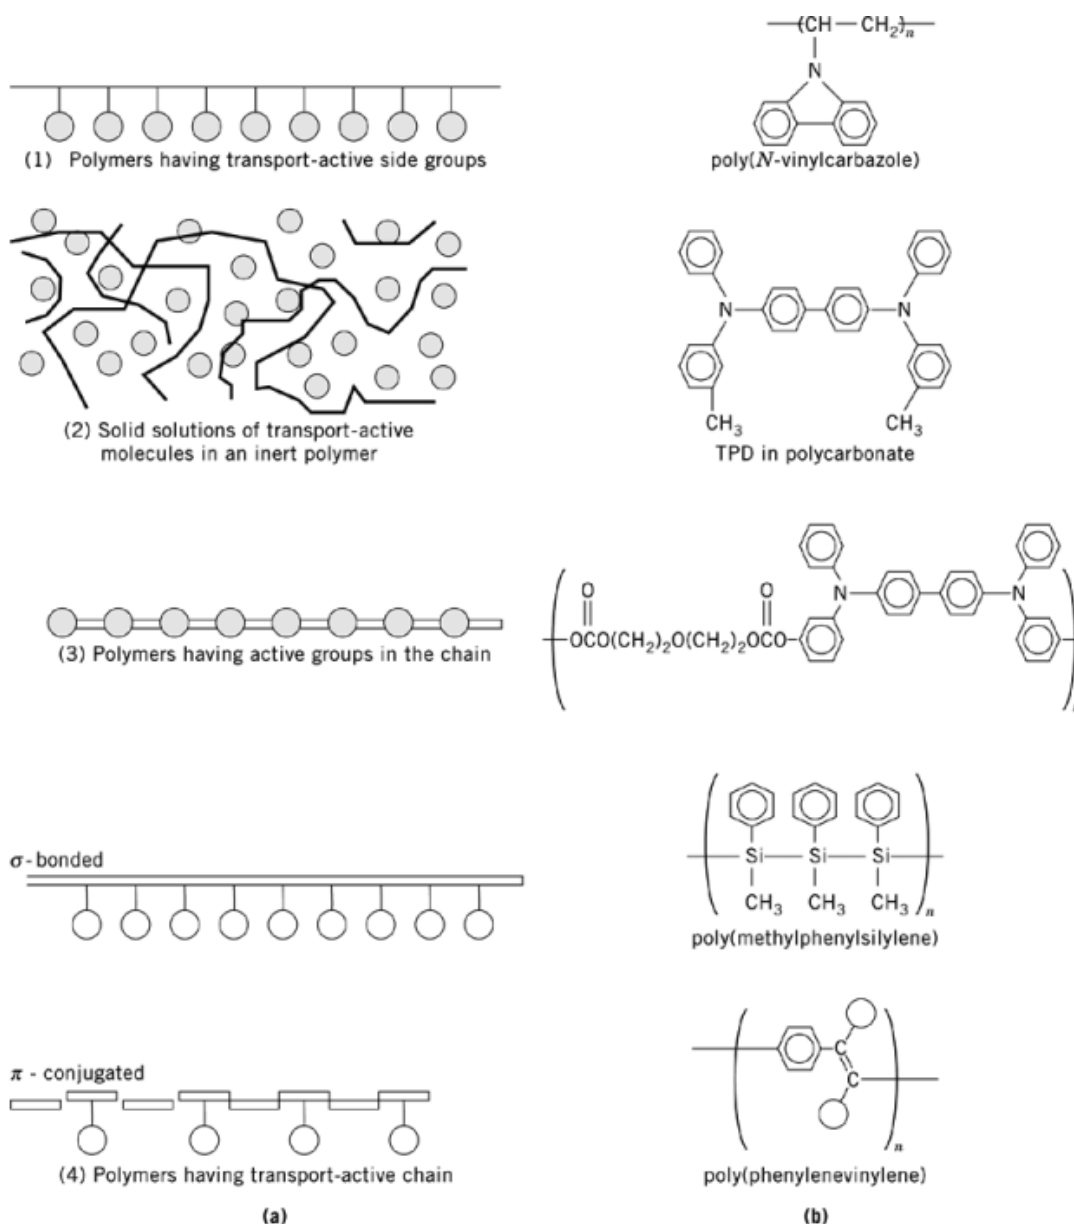 (CH — CH₂)ₙ
N
(1) Polymers having transport-active side groups
poly(N-vinylcarbazole)
N
N
CH₃
CH₃
(2) Solid solutions of transport-active
molecules in an inert polymer
TPD in polycarbonate
O
O
N
N
OCO(CH₂)₂O(CH₂)₂OCO
(3) Polymers having active groups in the chain
σ- bonded
Si
Si
Si
CH₃
CH₃
CH₃
n
poly(methylphenylsilylene)
π - conjugated
C
C
n
(4) Polymers having transport-active chain
poly(phenylenevinylene)
(a)
(b)